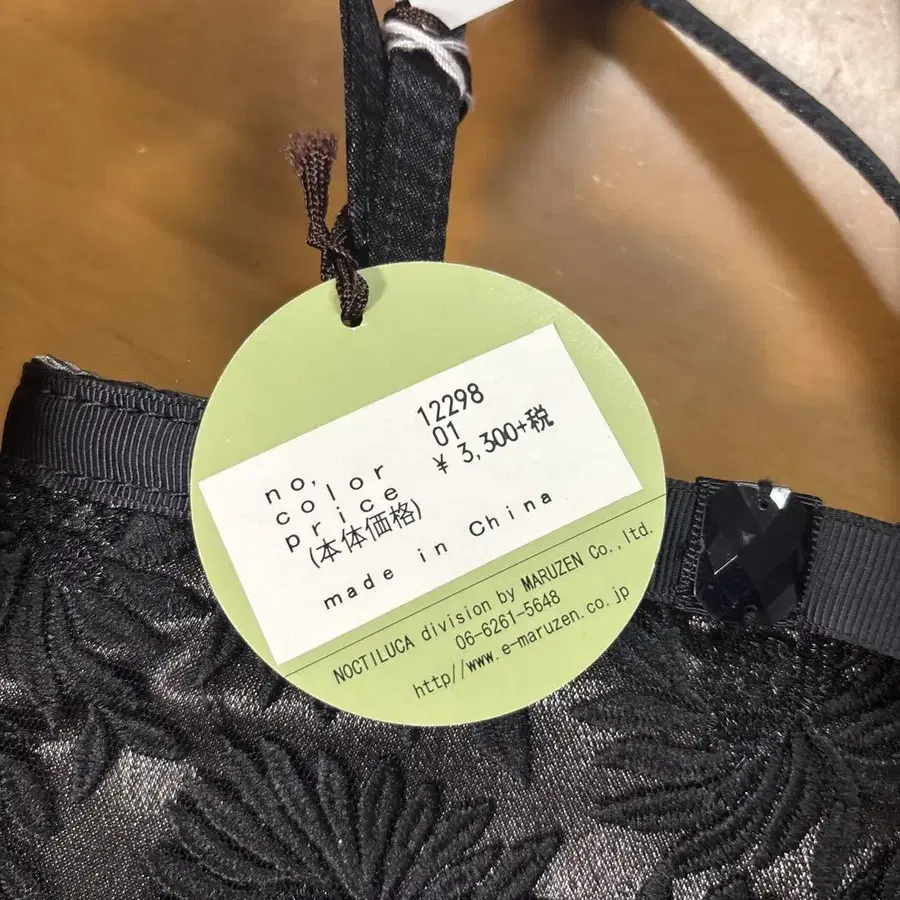 no. 12298
color 01
price ¥ 3,300+税
(本体価格)
made in China
NOCTILUCA division by MARUZEN Co.,ltd.
06-6261-5648
http//www.e-maruzen.co.jp